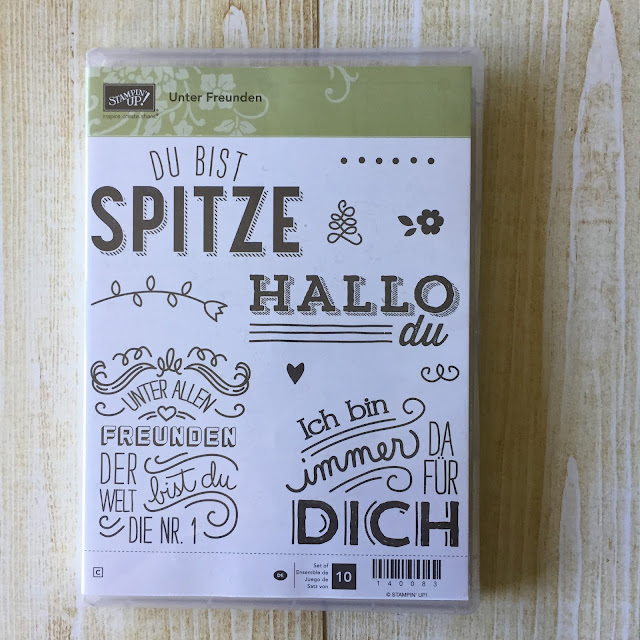 STAMPIN' UP!
inspire.create.share
Unter Freunden
DU BIST
SPITZE
HALLO
du
UNTER ALLEN
FREUNDEN
DER
WELT
bist du
DIE NR. 1
Ich bin
immer
DA
FÜR
DICH
C
DE
Set of
Ensemble de
Juego de
Satz von
10
140083
© STAMPIN' UP!